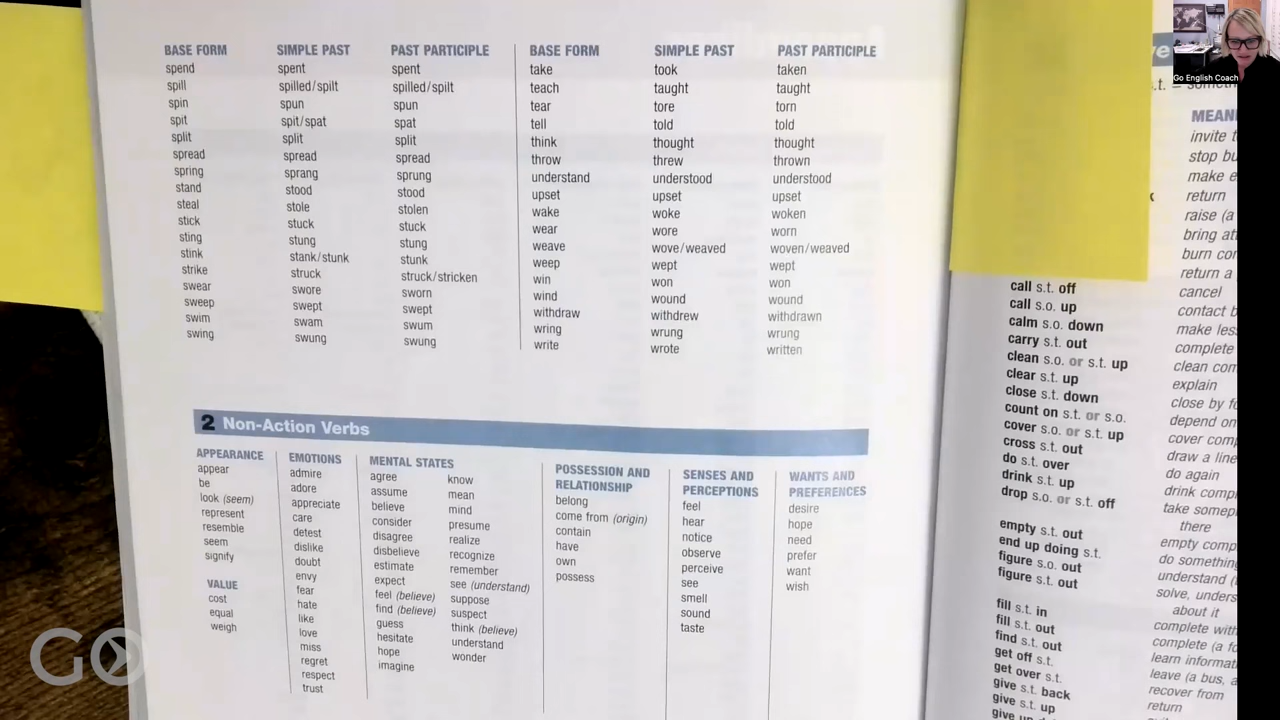 BASE FORM SIMPLE PAST PAST PARTICIPLE
spend spent spent
spill spilled/spilt spilled/spilt
spin spun spun
spit spit/spat spat
split split split
spread spread spread
spring sprang sprung
stand stood stood
steal stole stolen
stick stuck stuck
sting stung stung
stink stank/stunk stunk
strike struck struck/stricken
swear swore sworn
sweep swept swept
swim swam swum
swing swung swung
BASE FORM SIMPLE PAST PAST PARTICIPLE
take took taken
teach taught taught
tear tore torn
tell told told
think thought thought
throw threw thrown
understand understood understood
upset upset upset
wake woke woken
wear wore worn
weave wove/weaved woven/weaved
weep wept wept
win won won
wind wound wound
withdraw withdrew withdrawn
wring wrung wrung
write wrote written
2 Non-Action Verbs
APPEARANCE
appear
be
look (seem)
represent
resemble
seem
signify
VALUE
cost
equal
weigh
EMOTIONS
admire
adore
appreciate
care
detest
dislike
doubt
envy
fear
hate
like
love
miss
regret
respect
trust
MENTAL STATES
agree
assume
believe
consider
disagree
disbelieve
estimate
expect
feel (believe)
find (believe)
guess
hesitate
hope
imagine
know
mean
mind
presume
realize
recognize
remember
see (understand)
suppose
suspect
think (believe)
understand
wonder
POSSESSION AND
RELATIONSHIP
belong
come from (origin)
contain
have
own
possess
SENSES AND
PERCEPTIONS
feel
hear
notice
observe
perceive
see
smell
sound
taste
WANTS AND
PREFERENCES
desire
hope
need
prefer
want
wish
call s.t. off
call s.o. up
calm s.o. down
carry s.t. out
clean s.o. or s.t. up
clear s.t. up
close s.t. down
count on s.t. or s.o.
cover s.o. or s.t. up
cross s.t. out
do s.t. over
drink s.t. up
drop s.o. or s.t. off
empty s.t. out
end up doing s.t.
figure s.o. out
figure s.t. out
fill s.t. in
fill s.t. out
find s.t. out
get off s.t.
get over s.t.
give s.t. back
give s.t. up
invite
stop
make
return
raise (a
bring
burn
return a
cancel
contact
make
complete
clean
explain
close by
depend on
cover
draw a
do again
drink
take
there
empty
do
understand
solve,
about it
complete
complete (a
learn
leave (a bus,
recover from
return
Go English Coach
GO